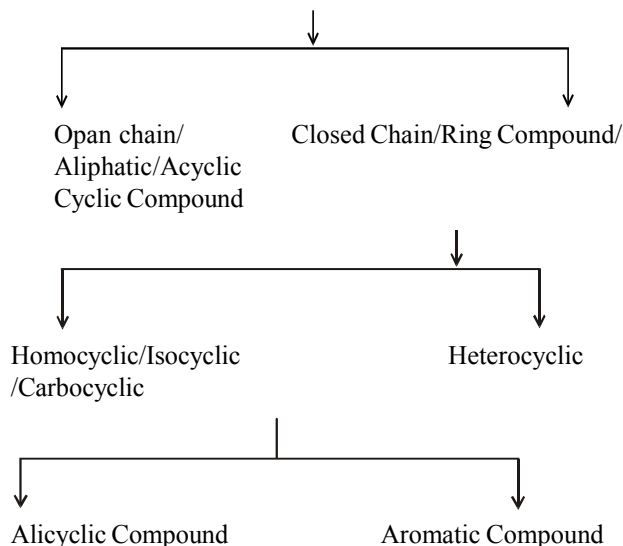 Opan chain/
Aliphatic/Acyclic
Cyclic Compound
Closed Chain/Ring Compound/
Homocyclic/Isocyclic
/Carbocyclic
Heterocyclic
Alicyclic Compound
Aromatic Compound